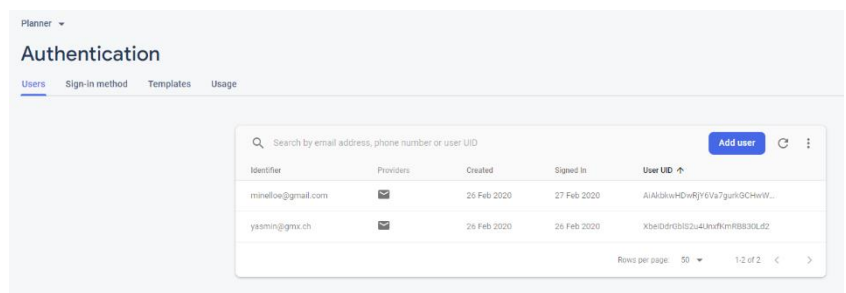 Planner
Authentication
Users Sign-in method Templates Usage
Search by email address, phone number or user UID Add user
Identifier Providers Created Signed In User UID ↑
minelloe@gmail.com 26 Feb 2020 27 Feb 2020
yasmin@gmx.ch 26 Feb 2020 26 Feb 2020
Rows per page: 50 1-2 of 2